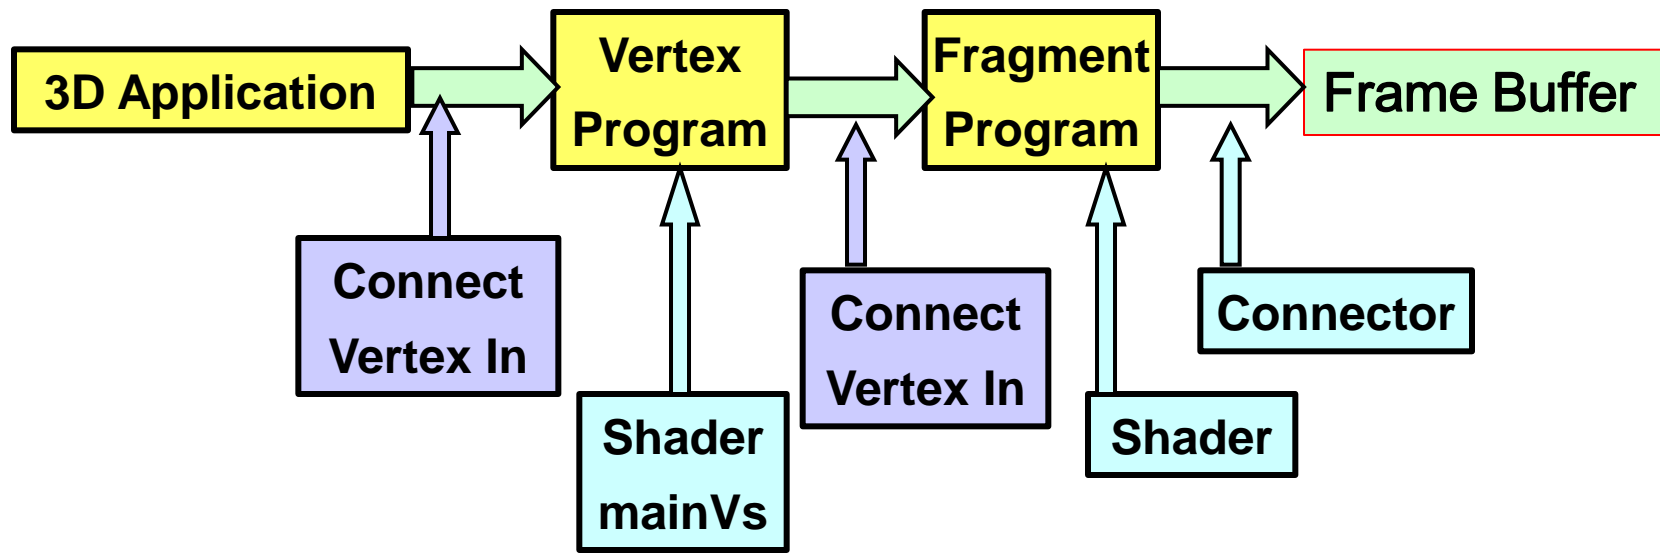 3D Application
Vertex
Program
Fragment
Program
Frame Buffer
Connect
Vertex In
Connect
Vertex In
Connector
Shader
mainVs
Shader